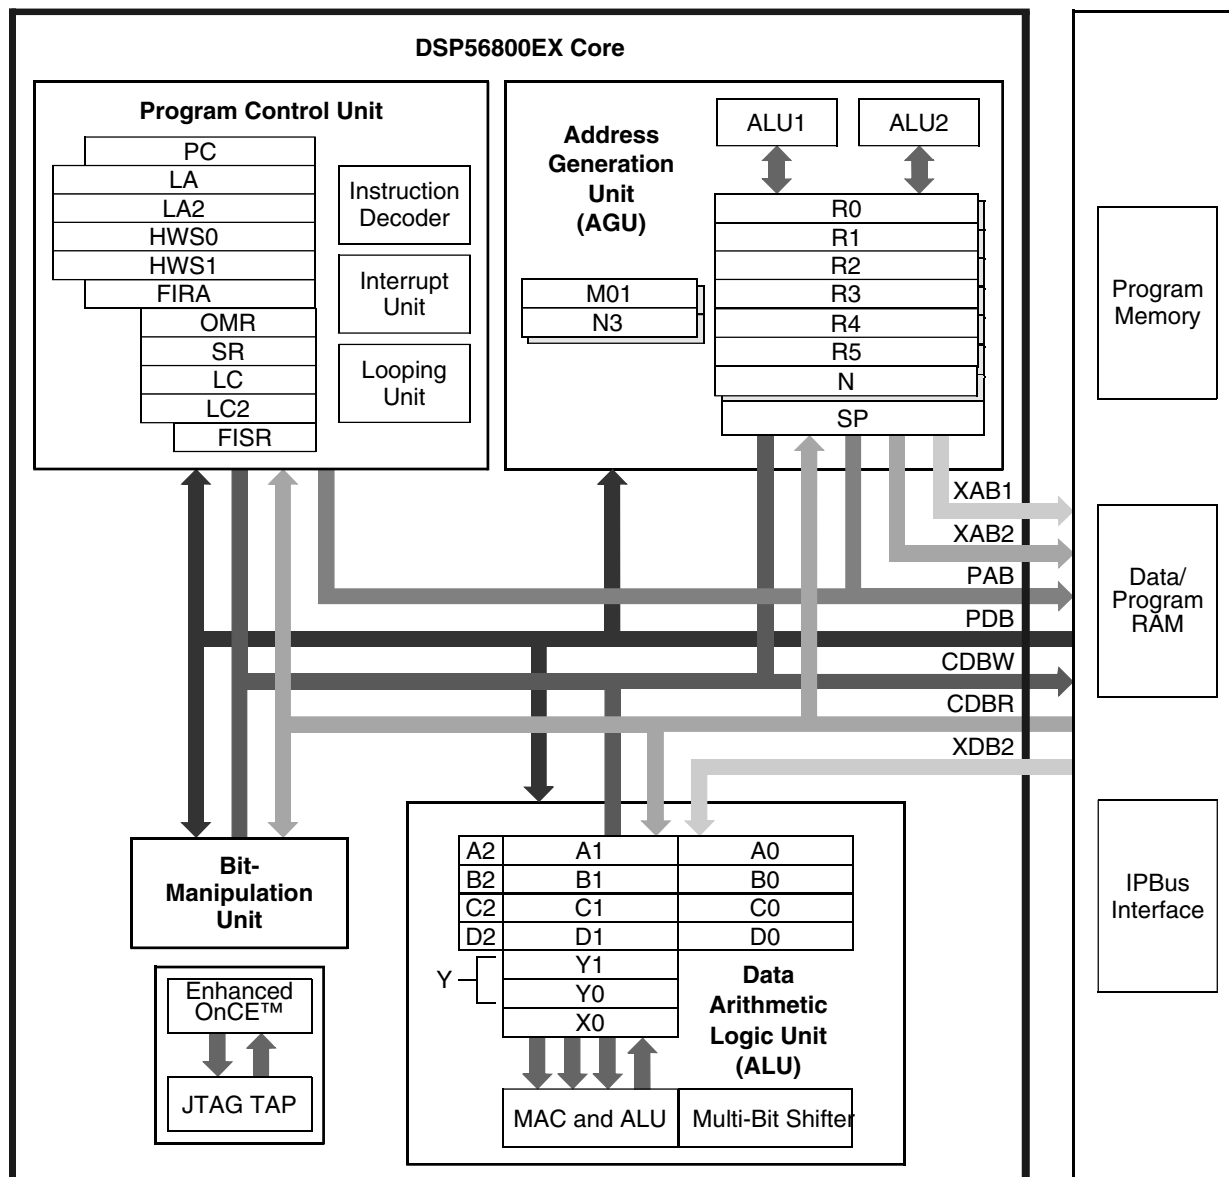 DSP56800EX Core
Program Control Unit
PC
LA
LA2
HWS0
HWS1
FIRA
OMR
SR
LC
LC2
FISR
Instruction
Decoder
Interrupt
Unit
Looping
Unit
Address
Generation
Unit
(AGU)
ALU1
ALU2
R0
R1
R2
R3
R4
R5
N
SP
M01
N3
XAB1
XAB2
PAB
PDB
CDBW
CDBR
XDB2
Program
Memory
Data/
Program
RAM
IPBus
Interface
Bit-
Manipulation
Unit
Enhanced
OnCE™
JTAG TAP
A2 A1 A0
B2 B1 B0
C2 C1 C0
D2 D1 D0
Y
Y1
Y0
X0
Data
Arithmetic
Logic Unit
(ALU)
MAC and ALU
Multi-Bit Shifter